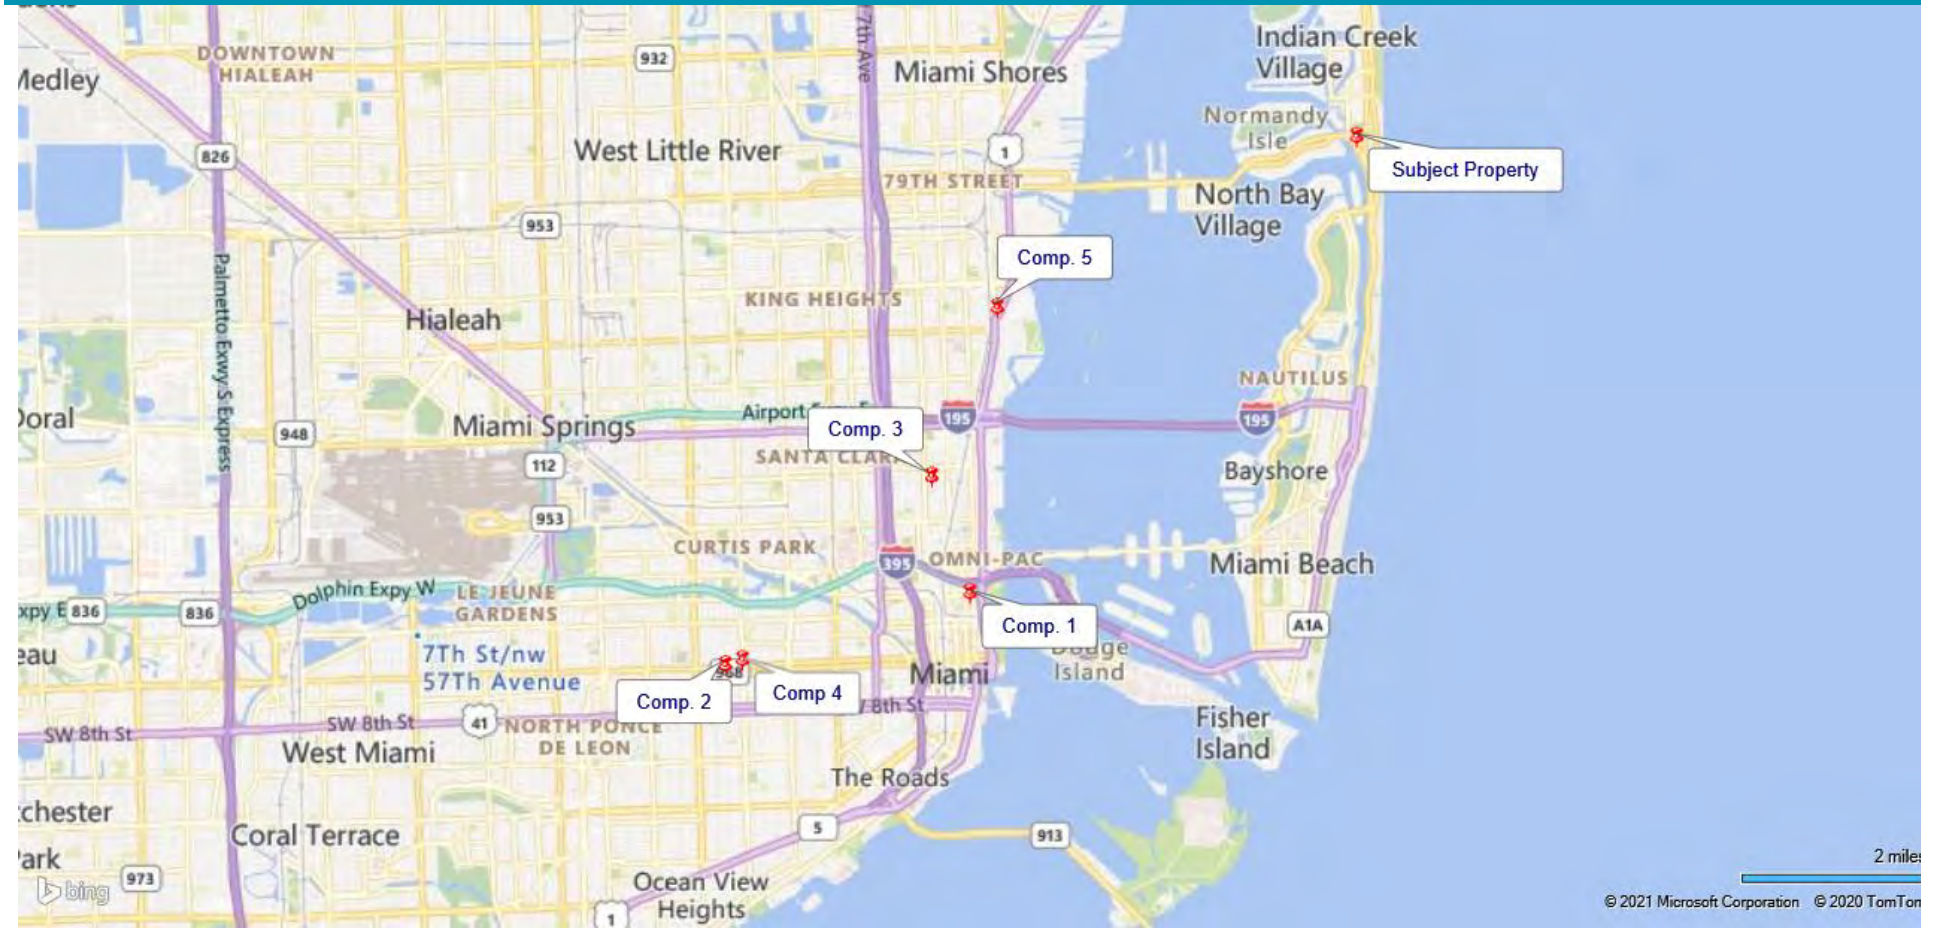 Indian Creek
Village
DOWNTOWN
HIALEAH
932
7th Ave
Miami Shores
Medley
Normandy
Isle
826
West Little River
1
Subject Property
79TH STREET
North Bay
Village
953
Comp. 5
Palmetto Expy S Express
KING HEIGHTS
Hialeah
NAUTILUS
Airport
195
195
Doral
948
Miami Springs
Comp. 3
SANTA CLAR
112
Bayshore
953
CURTIS PARK
395
OMNI-PAC
Miami Beach
Dolphin Expy W
LE JEUNE
GARDENS
xpy E
836
836
Comp. 1
A1A
eau
7Th St/nw
57Th Avenue
968
Miami
Dodge
Island
Comp. 2
Comp 4
8th St
SW 8th St
SW 8th St
41
NORTH PONCE
DE LEON
West Miami
Fisher
Island
The Roads
chester
Coral Terrace
5
913
Park
973
bing
Ocean View
Heights
1
2 miles
© 2021 Microsoft Corporation © 2020 TomTom